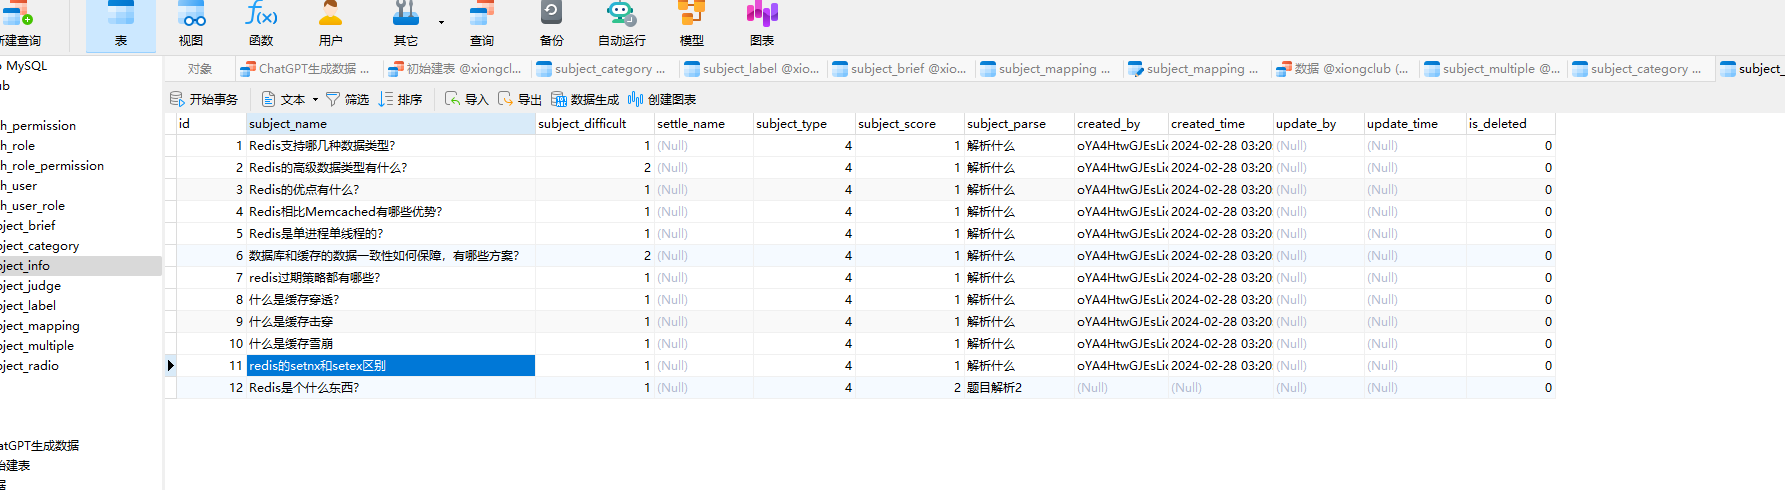 新建查询 表 视图 函数 用户 其它 查询 备份 自动运行 模型 图表
MySQL
对象 ChatGPT生成数据 ... 初始建表 @xiongcl... subject_category ... subject_label @xio... subject_brief @xio... subject_mapping ... subject_mapping ... 数据 @xiongclub (... subject_multiple @... subject_category ... subject_
开始事务 文本 筛选 排序 导入 导出 数据生成 创建图表
id subject_name subject_difficult settle_name subject_type subject_score subject_parse created_by created_time update_by update_time is_deleted
1 Redis支持哪几种数据类型? 1 (Null) 4 1 解析什么 oYA4HtwGJEsLic 2024-02-28 03:20 (Null) (Null) 0
2 Redis的高级数据类型有什么? 2 (Null) 4 1 解析什么 oYA4HtwGJEsLic 2024-02-28 03:20 (Null) (Null) 0
3 Redis的优点有什么? 1 (Null) 4 1 解析什么 oYA4HtwGJEsLic 2024-02-28 03:20 (Null) (Null) 0
4 Redis相比Memcached有哪些优势? 1 (Null) 4 1 解析什么 oYA4HtwGJEsLic 2024-02-28 03:20 (Null) (Null) 0
5 Redis是单进程单线程的? 1 (Null) 4 1 解析什么 oYA4HtwGJEsLic 2024-02-28 03:20 (Null) (Null) 0
6 数据库和缓存的数据一致性如何保障，有哪些方案? 2 (Null) 4 1 解析什么 oYA4HtwGJEsLic 2024-02-28 03:20 (Null) (Null) 0
7 redis过期策略都有哪些? 1 (Null) 4 1 解析什么 oYA4HtwGJEsLic 2024-02-28 03:20 (Null) (Null) 0
8 什么是缓存穿透? 1 (Null) 4 1 解析什么 oYA4HtwGJEsLic 2024-02-28 03:20 (Null) (Null) 0
9 什么是缓存击穿 1 (Null) 4 1 解析什么 oYA4HtwGJEsLic 2024-02-28 03:20 (Null) (Null) 0
10 什么是缓存雪崩 1 (Null) 4 1 解析什么 oYA4HtwGJEsLic 2024-02-28 03:20 (Null) (Null) 0
11 redis的setnx和setex区别 1 (Null) 4 1 解析什么 oYA4HtwGJEsLic 2024-02-28 03:20 (Null) (Null) 0
12 Redis是个什么东西? 1 (Null) 4 2 题目解析2 (Null) (Null) (Null) (Null) 0
ub
h_permission
h_role
h_role_permission
h_user
h_user_role
bject_brief
bject_category
bject_info
bject_judge
bject_label
bject_mapping
bject_multiple
bject_radio
atGPT生成数据
始建表
据